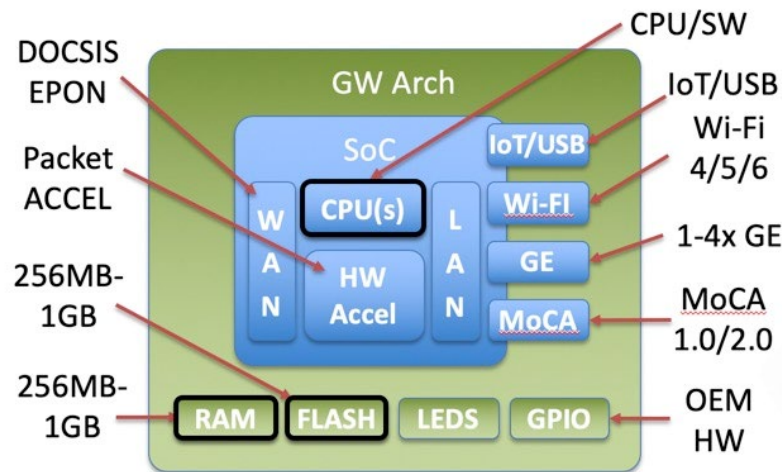 CPU/SW
DOCSIS
EPON
GW Arch
IoT/USB
Wi-Fi
4/5/6
Packet
ACCEL
SoC
IoT/USB
W
A
N
CPU(s)
L
A
N
Wi-FI
1-4x GE
GE
HW
Accel
256MB-
1GB
MoCA
MoCA
1.0/2.0
256MB-
1GB
RAM
FLASH
LEDS
GPIO
OEM
HW